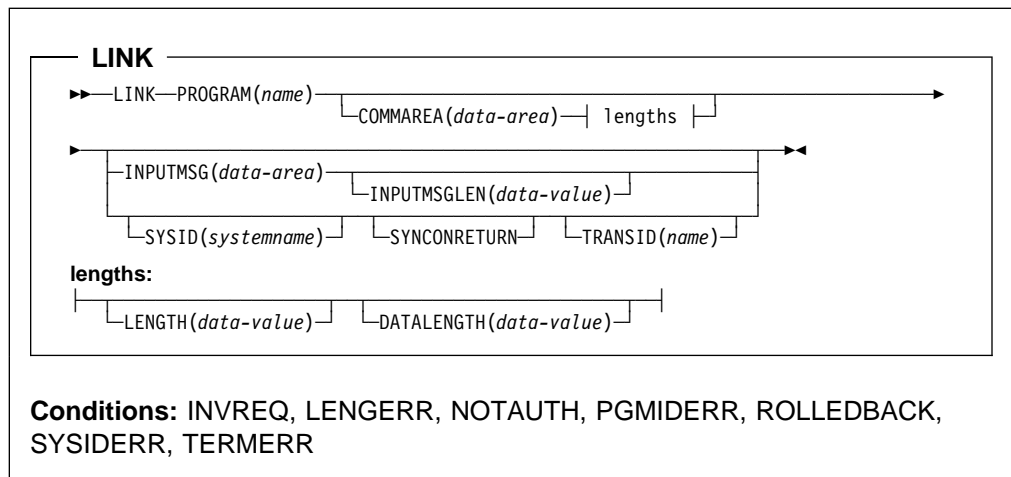 LINK
LINK PROGRAM(name)
COMMAREA(data-area) lengths
INPUTMSG(data-area)
INPUTMSGLEN(data-value)
SYSID(systemname) SYNCONRETURN TRANSID(name)
lengths:
LENGTH(data-value) DATALENGTH(data-value)
Conditions: INVREQ, LENGERR, NOTAUTH, PGMIDERR, ROLLEDBACK,
SYSIDERR, TERMERR